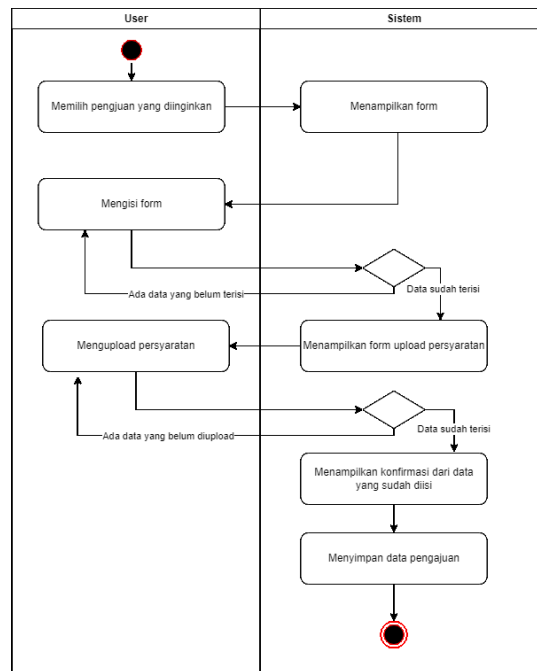 User
Sistem
Memilih pengjuan yang diinginkan
Menampilkan form
Mengisi form
Ada data yang belum terisi
Data sudah terisi
Mengupload persyaratan
Menampilkan form upload persyaratan
Ada data yang belum diupload
Data sudah terisi
Menampilkan konfirmasi dari data
yang sudah diisi
Menyimpan data pengajuan